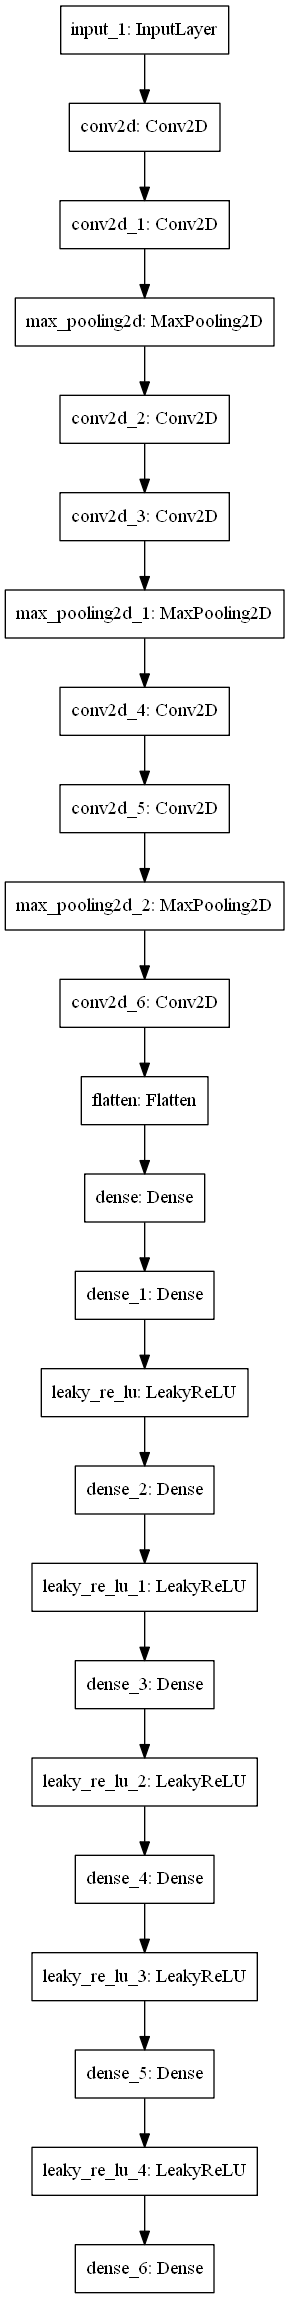 input_1: InputLayer
conv2d: Conv2D
conv2d_1: Conv2D
max_pooling2d: MaxPooling2D
conv2d_2: Conv2D
conv2d_3: Conv2D
max_pooling2d_1: MaxPooling2D
conv2d_4: Conv2D
conv2d_5: Conv2D
max_pooling2d_2: MaxPooling2D
conv2d_6: Conv2D
flatten: Flatten
dense: Dense
dense_1: Dense
leaky_re_lu: LeakyReLU
dense_2: Dense
leaky_re_lu_1: LeakyReLU
dense_3: Dense
leaky_re_lu_2: LeakyReLU
dense_4: Dense
leaky_re_lu_3: LeakyReLU
dense_5: Dense
leaky_re_lu_4: LeakyReLU
dense_6: Dense